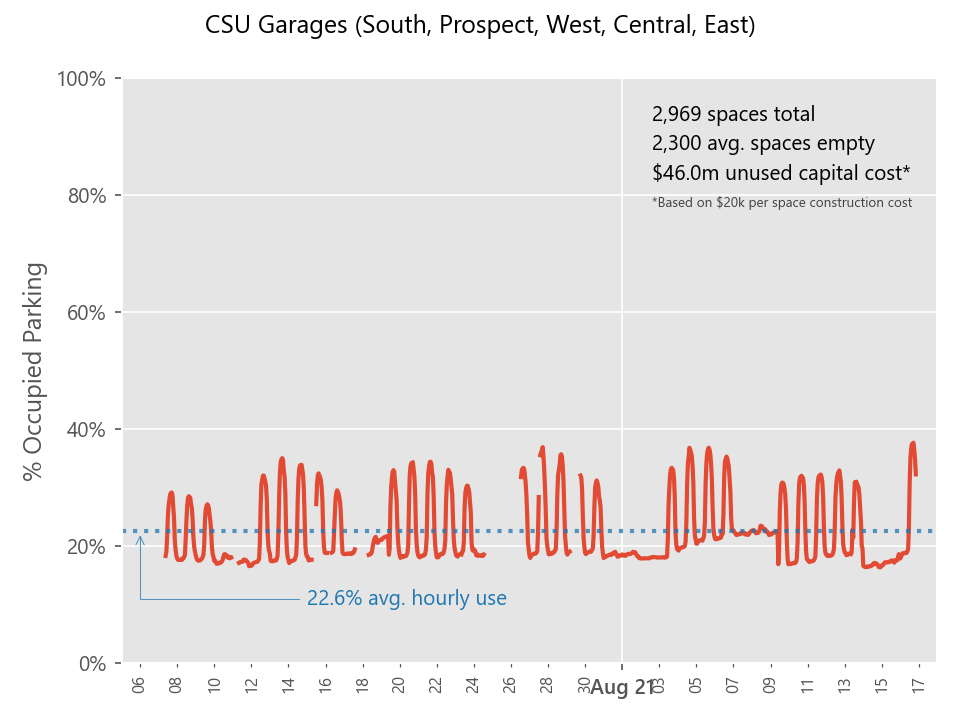 CSU Garages (South, Prospect, West, Central, East)
100%
2,969 spaces total
2,300 avg. spaces empty
$46.0m unused capital cost*
*Based on $20k per space construction cost
80%
% Occupied Parking
60%
40%
20%
22.6% avg. hourly use
0%
06 08 10 12 14 16 18 20 22 24 26 28 30 Aug 21 03 05 07 09 11 13 15 17